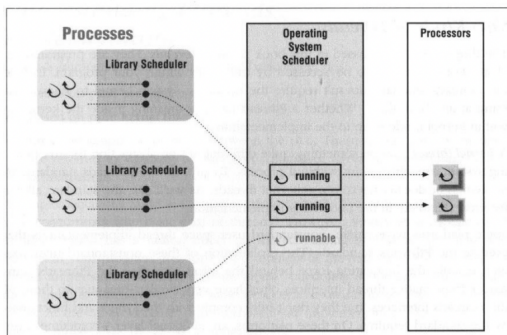 Processes
Library Scheduler
Library Scheduler
Library Scheduler
Operating
System
Scheduler
running
running
runnable
Processors